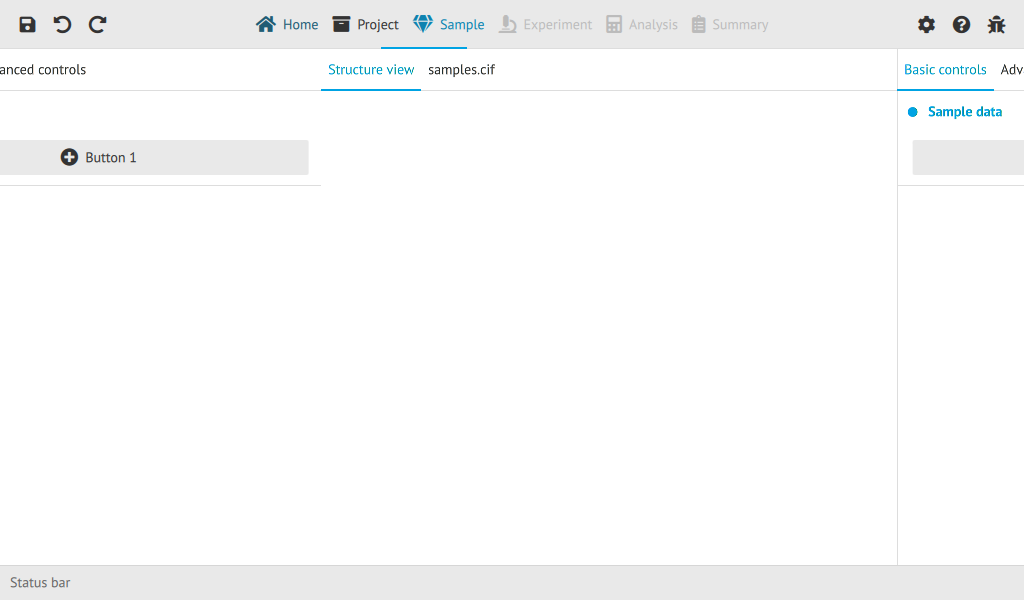 Home Project Sample Experiment Analysis Summary
anced controls Structure view samples.cif Basic controls Adv
Sample data
Button 1
Status bar